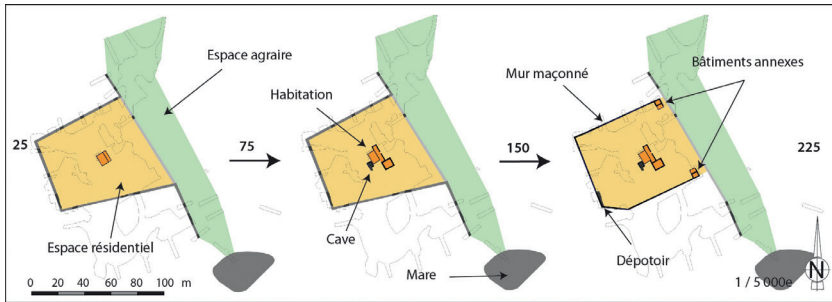 Espace agraire
Habitation
Mur maçonné
Bâtiments annexes
25
75
150
225
Espace résidentiel
Cave
Mare
Dépotoir
0 20 40 60 80 100 m
1 / 5 000e
N